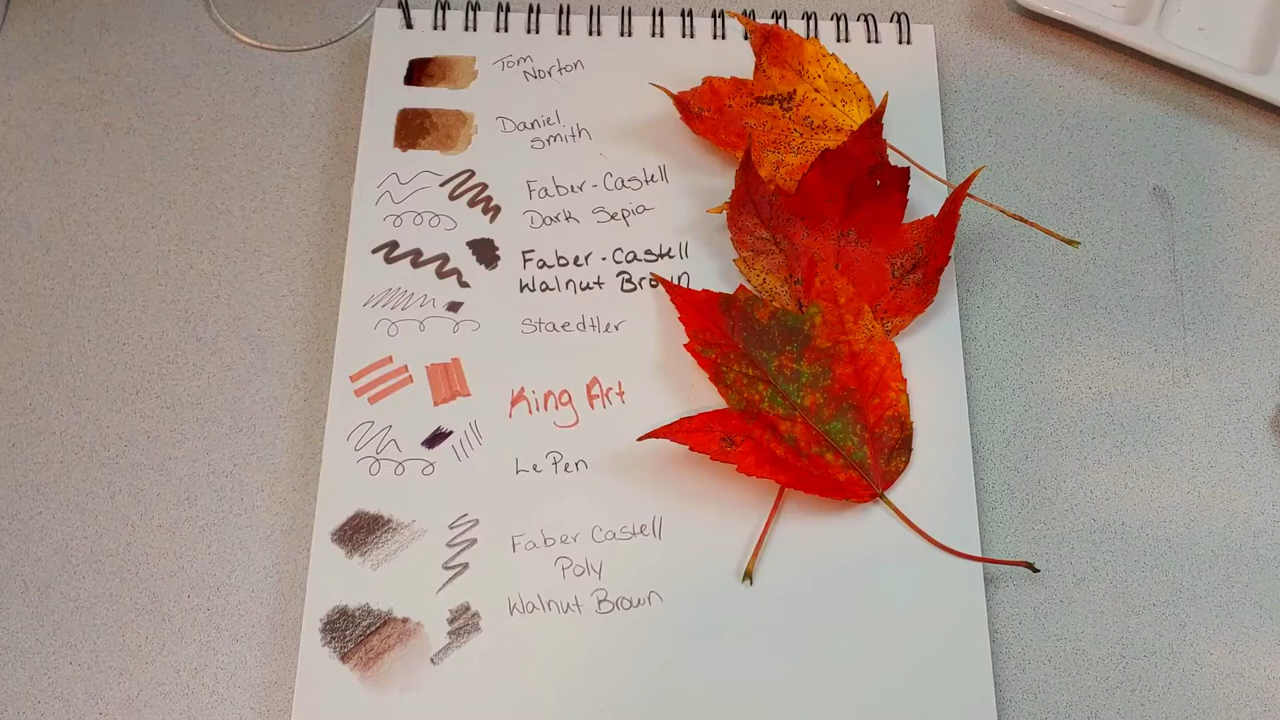 Tom
Norton
Daniel
Smith
Faber-Castell
Dark Sepia
Faber-Castell
Walnut Brown
Staedtler
King Art
Le Pen
Faber Castell
Poly
Walnut Brown